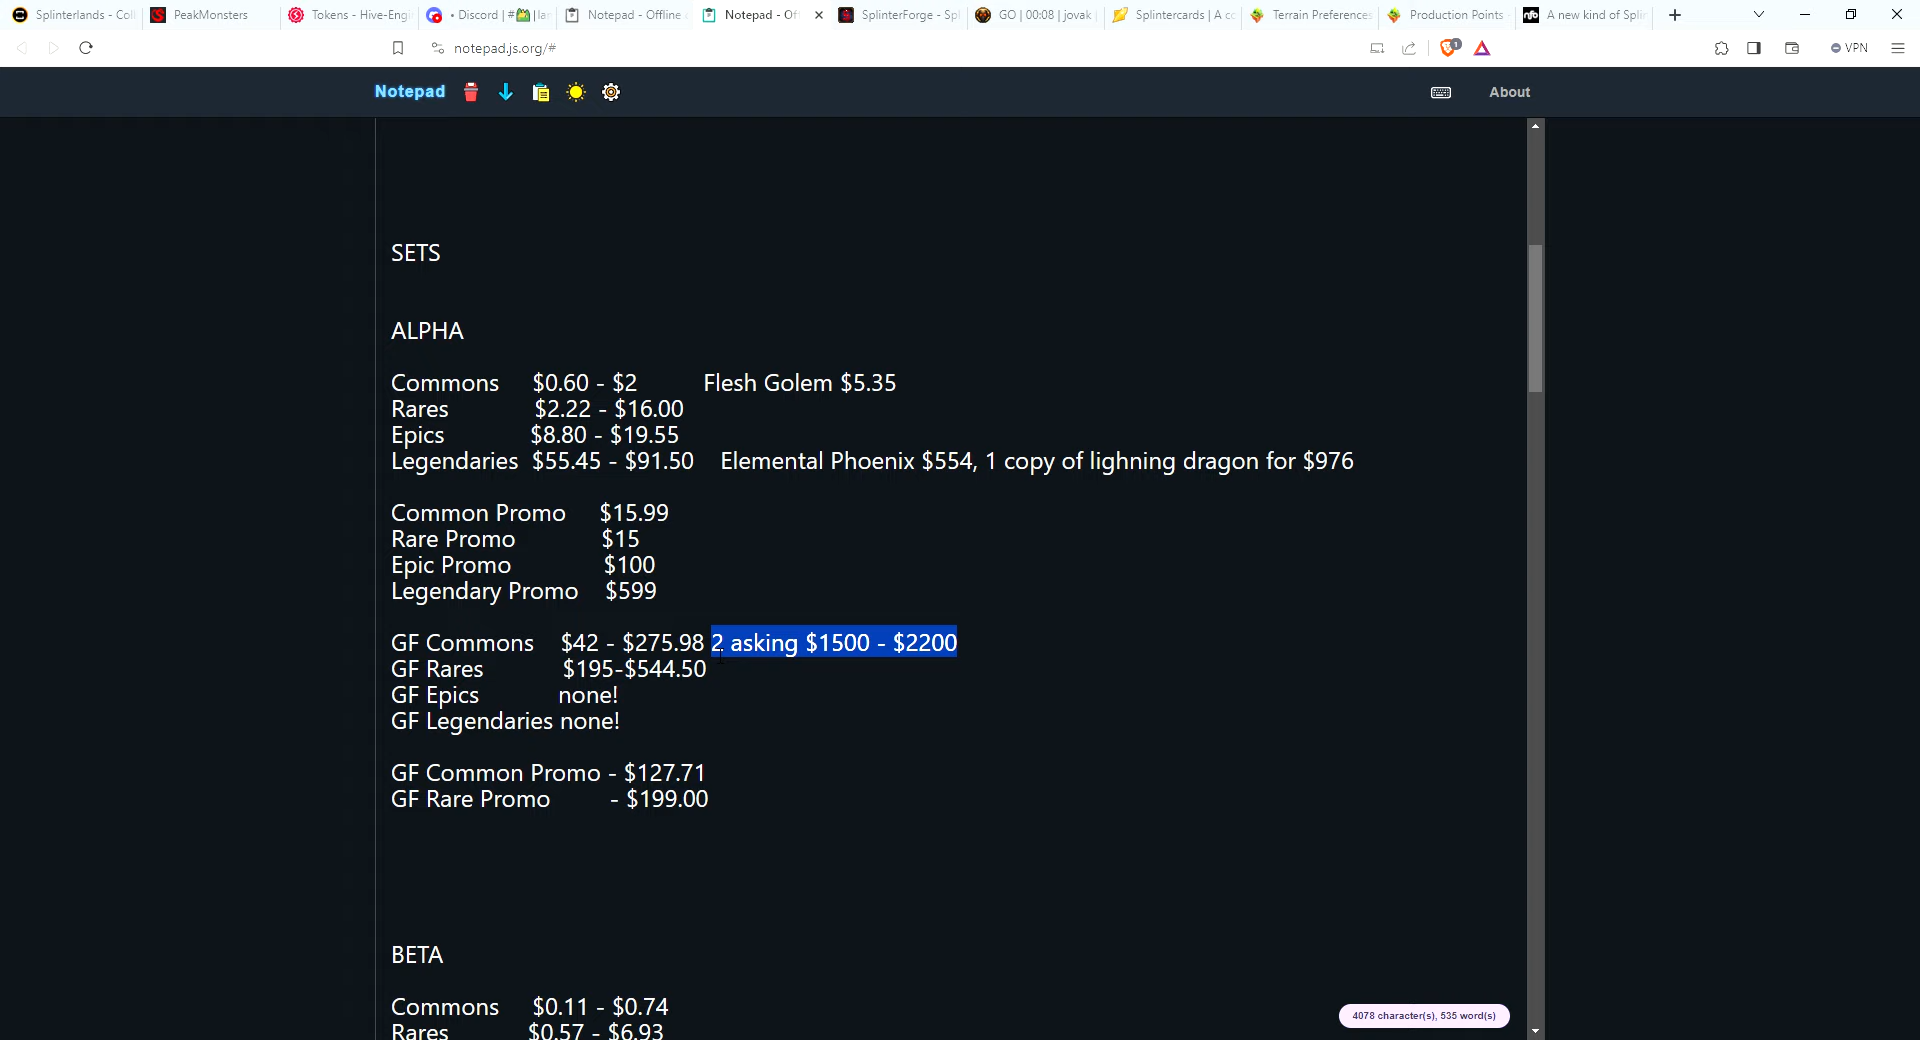 Splinterlands - Coll
PeakMonsters
Tokens - Hive-Engi
• Discord | #
Notepad - Offline
Notepad - Of
SplinterForge - Spl
GO | 00:08 | jovak
Splintercards | A co
Terrain Preferences
Production Points
A new kind of Splin
notepad.js.org/#
1
VPN
Notepad
About
SETS
ALPHA
Commons $0.60 - $2 Flesh Golem $5.35
Rares $2.22 - $16.00
Epics $8.80 - $19.55
Legendaries $55.45 - $91.50 Elemental Phoenix $554, 1 copy of lighning dragon for $976
Common Promo $15.99
Rare Promo $15
Epic Promo $100
Legendary Promo $599
GF Commons $42 - $275.98 2 asking $1500 - $2200
GF Rares $195-$544.50
GF Epics none!
GF Legendaries none!
GF Common Promo - $127.71
GF Rare Promo - $199.00
BETA
Commons $0.11 - $0.74
Rares $0.57 - $6.93
4078 character(s), 535 word(s)